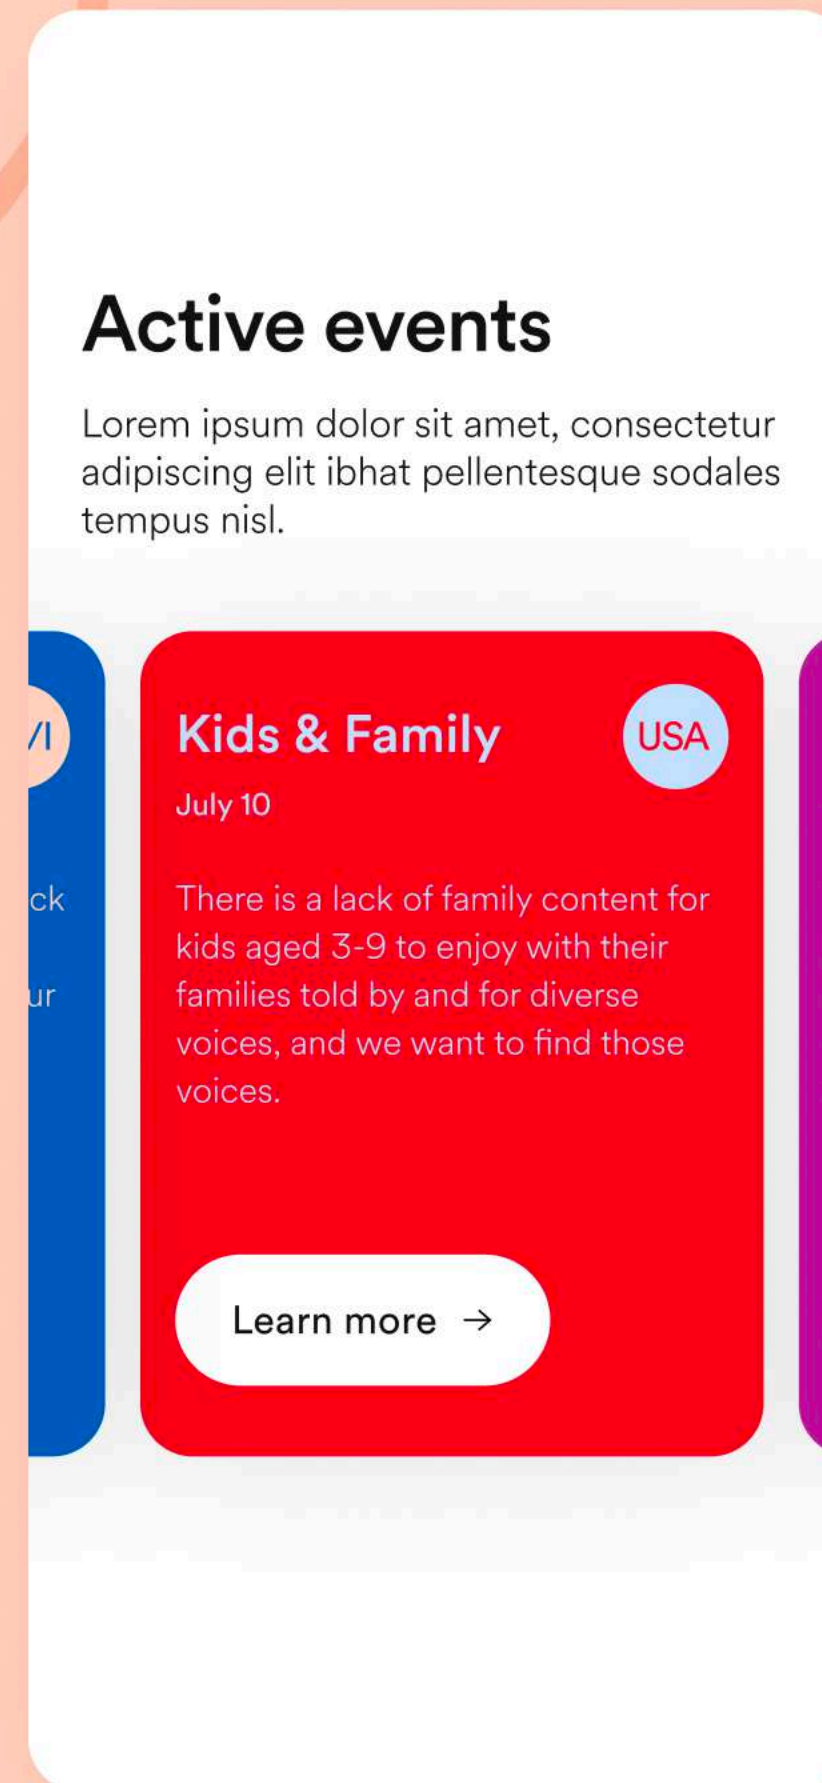 Active events
Lorem ipsum dolor sit amet, consectetur
adipiscing elit ibhat pellentesque sodales
tempus nisl.
Kids & Family
USA
July 10
There is a lack of family content for
kids aged 3-9 to enjoy with their
families told by and for diverse
voices, and we want to find those
voices.
Learn more →
ck
ur